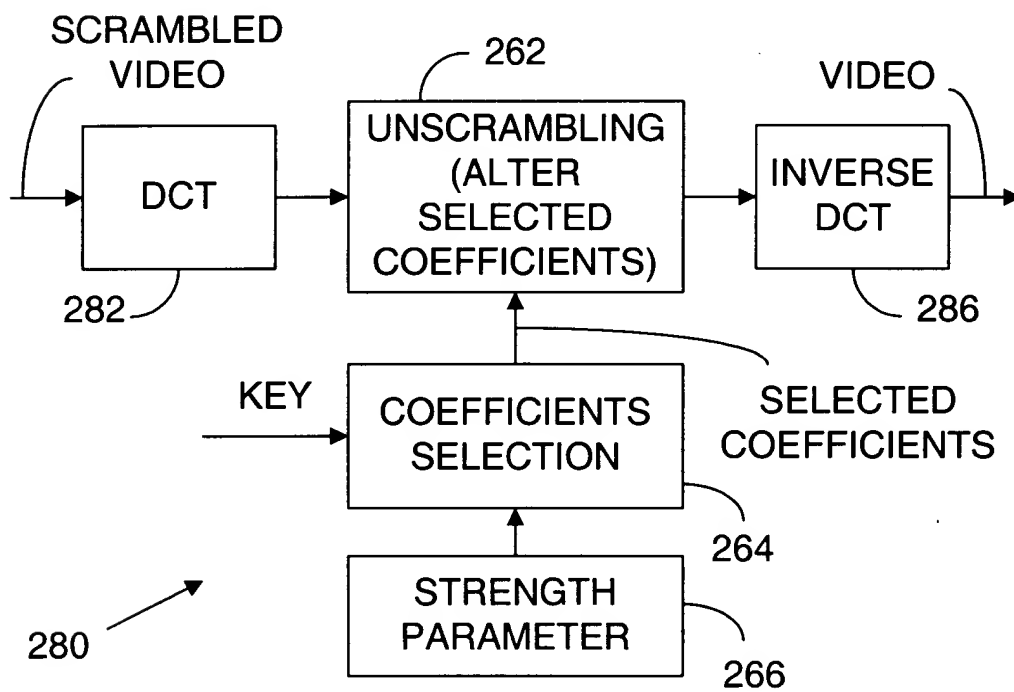 SCRAMBLED
VIDEO
262
VIDEO
DCT
UNSCRAMBLING
(ALTER
SELECTED
COEFFICIENTS)
INVERSE
DCT
282
286
KEY
COEFFICIENTS
SELECTION
SELECTED
COEFFICIENTS
264
STRENGTH
PARAMETER
280
266